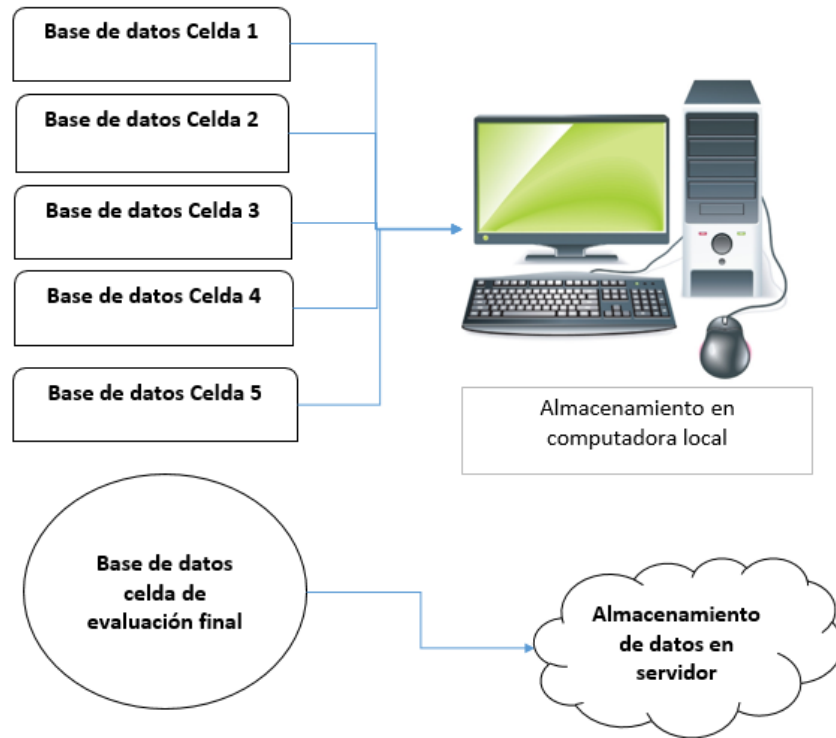 Base de datos Celda 1
Base de datos Celda 2
Base de datos Celda 3
Base de datos Celda 4
Base de datos Celda 5
Almacenamiento en
computadora local
Base de datos
celda de
evaluación final
Almacenamiento
de datos en
servidor